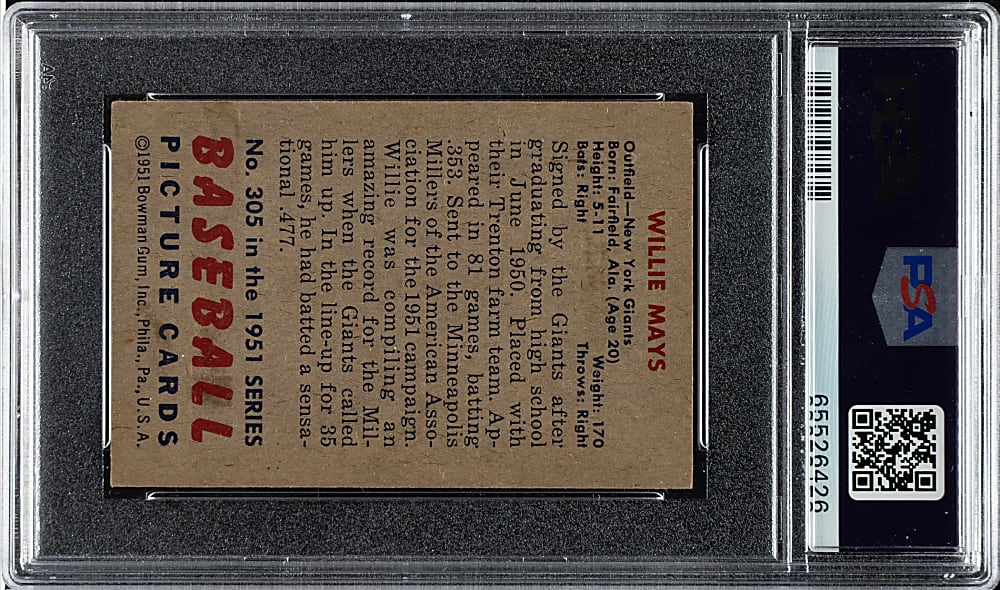 WILLIE MAYS
Outfield—New York Giants
Born: Fairfield, Ala. (Age 20)
Height: 5-11 Weight: 170
Bats: Right Throws: Right
Signed by the Giants after
graduating from high school
in June 1950. Placed with
their Trenton farm team. Ap-
peared in 81 games, batting
.353. Sent to the Minneapolis
Millers of the American Asso-
ciation for the 1951 campaign.
Willie was compiling an
amazing record for the Mil-
lers when the Giants called
him up. In the line-up for 35
games, he had batted a sensa-
tional .477.
No. 305 in the 1951 SERIES
BASEBALL
PICTURE CARDS
©1951 Bowman Gum, Inc., Phila., Pa., U.S.A.
PSA
65526426